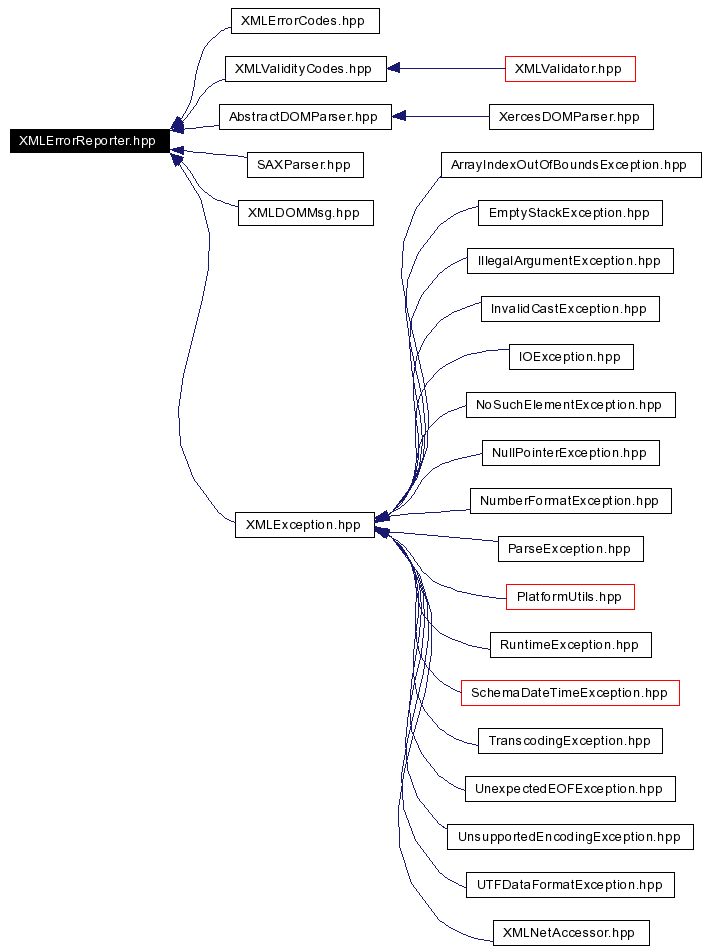 XMLErrorCodes.hpp
XMLValidityCodes.hpp
XMLValidator.hpp
AbstractDOMParser.hpp
XercesDOMParser.hpp
XMLErrorReporter.hpp
SAXParser.hpp
ArrayIndexOutOfBoundsException.hpp
XMLDOMMsg.hpp
EmptyStackException.hpp
IllegalArgumentException.hpp
InvalidCastException.hpp
IOException.hpp
NoSuchElementException.hpp
NullPointerException.hpp
NumberFormatException.hpp
XMLException.hpp
ParseException.hpp
PlatformUtils.hpp
RuntimeException.hpp
SchemaDateTimeException.hpp
TranscodingException.hpp
UnexpectedEOFException.hpp
UnsupportedEncodingException.hpp
UTFDataFormatException.hpp
XMLNetAccessor.hpp